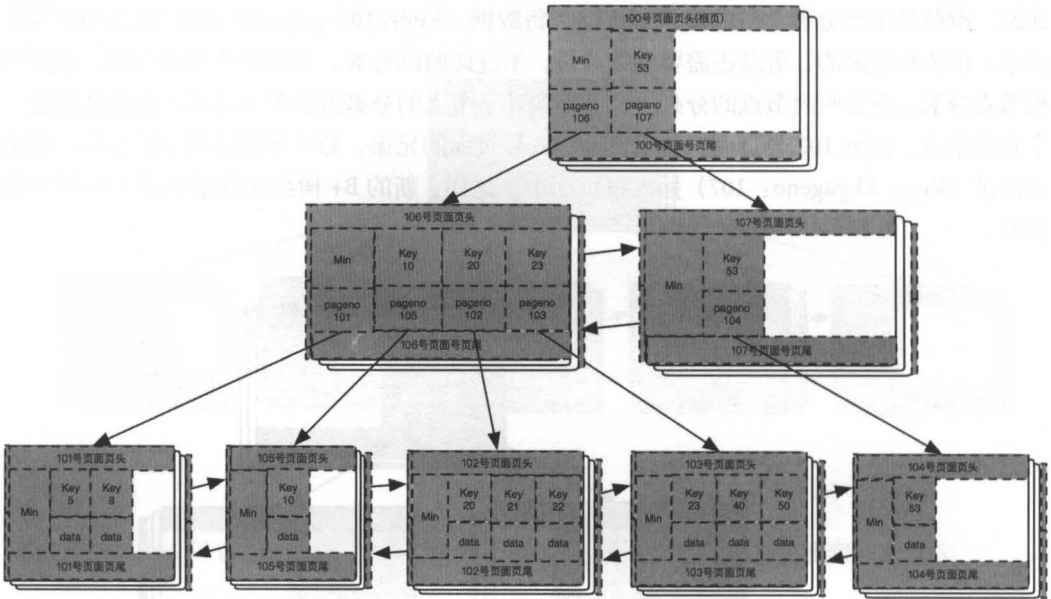 100号页面页头(根页)
Min
Key
53
pageno
106
pageno
107
100号页面号页尾
106号页面页头
Min
Key
10
Key
20
Key
23
pageno
101
pageno
105
pageno
102
pageno
103
106号页面号页尾
107号页面页头
Min
Key
53
pageno
104
107号页面号页尾
101号页面页头
Min
Key
5
Key
8
data
data
101号页面页尾
105号页面页头
Min
Key
10
data
105号页面页尾
102号页面页头
Min
Key
20
Key
21
Key
22
data
data
data
102号页面页尾
103号页面页头
Min
Key
23
Key
40
Key
50
data
data
data
103号页面页尾
104号页面页头
Min
Key
53
data
104号页面页尾